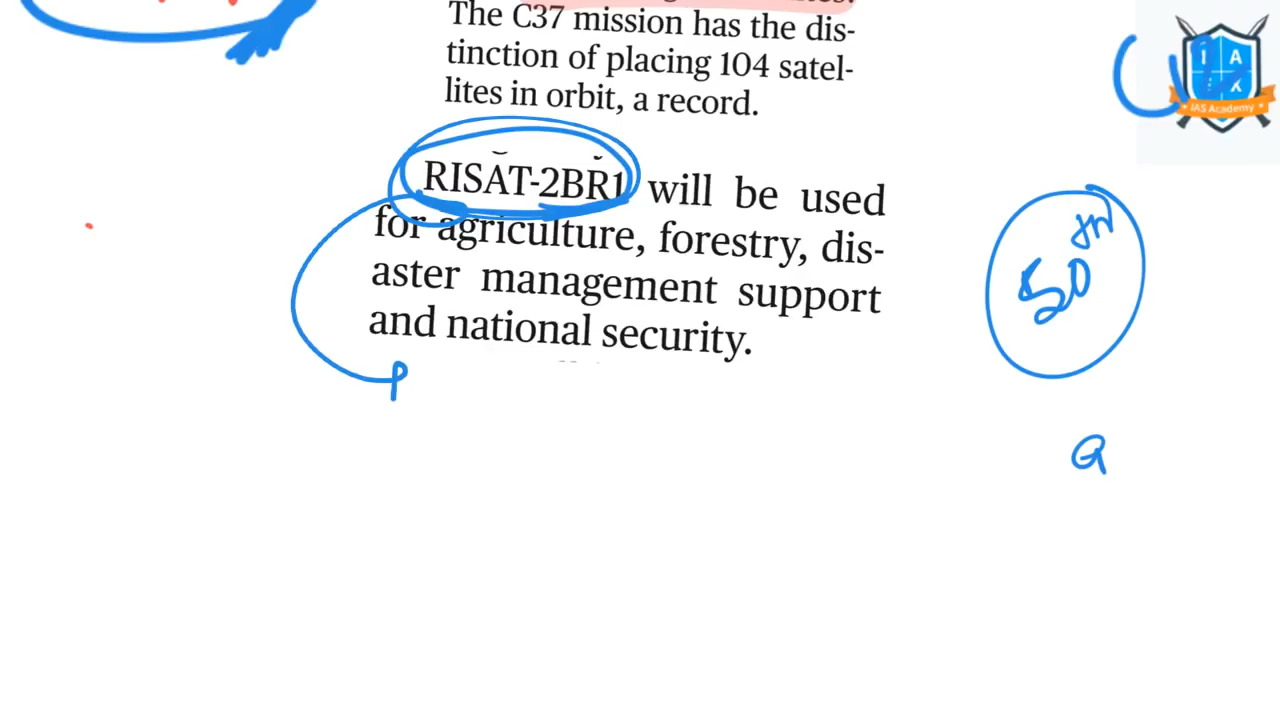 The C37 mission has the dis-
tinction of placing 104 satel-
lites in orbit, a record.
RISAT-2BR1 will be used
for agriculture, forestry, dis-
aster management support
and national security.
50
I A
IAS Academy